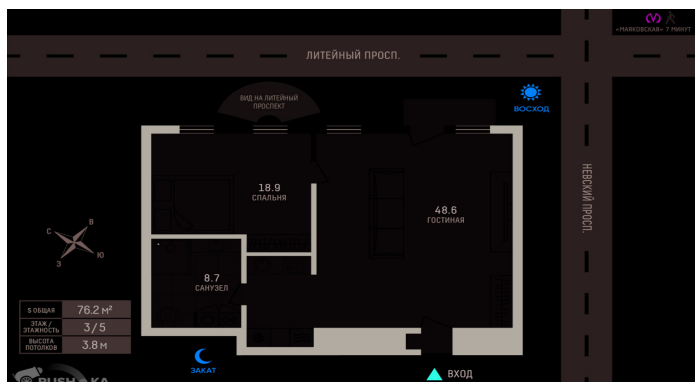 «МАЯКОВСКАЯ» 7 МИНУТ
ЛИТЕЙНЫЙ ПРОСП.
ВИД НА ЛИТЕЙНЫЙ
ПРОСПЕКТ
ВОСХОД
НЕВСКИЙ ПРОСП.
18.9
СПАЛЬНЯ
48.6
ГОСТИНАЯ
8.7
САНУЗЕЛ
С
В
З
Ю
S ОБЩАЯ 76.2 м²
ЭТАЖ /
ЭТАЖНОСТЬ 3/5
ВЫСОТА
ПОТОЛКОВ 3.8 м
ЗАКАТ
ВХОД